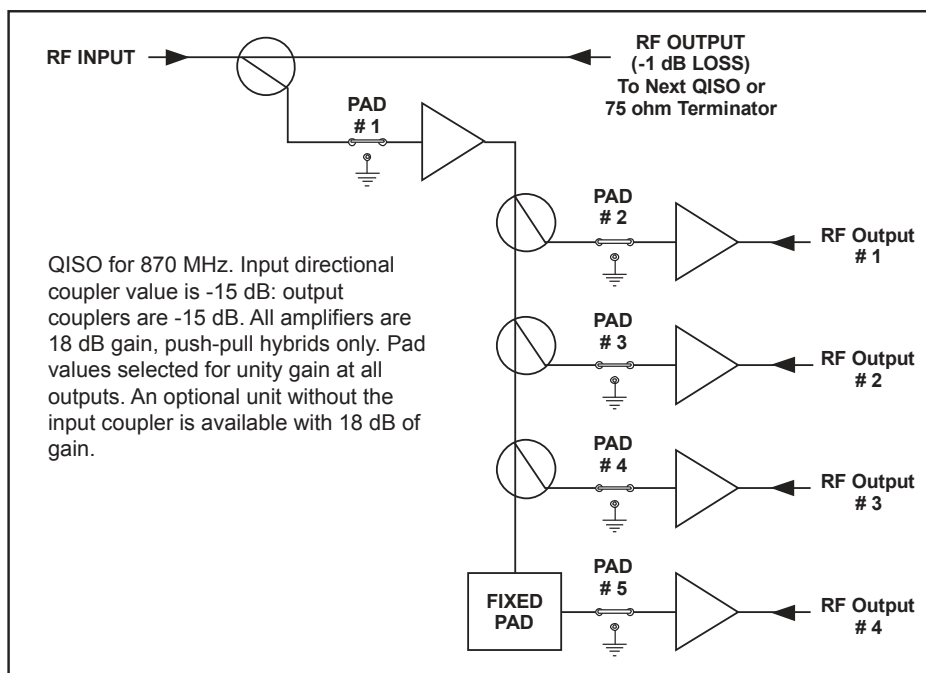 RF INPUT
RF OUTPUT
(-1 dB LOSS)
To Next QISO or
75 ohm Terminator
PAD
# 1
PAD
# 2
RF Output
# 1
QISO for 870 MHz. Input directional
coupler value is -15 dB: output
couplers are -15 dB. All amplifiers are
18 dB gain, push-pull hybrids only. Pad
values selected for unity gain at all
outputs. An optional unit without the
input coupler is available with 18 dB of
gain.
PAD
# 3
RF Output
# 2
PAD
# 4
RF Output
# 3
FIXED
PAD
PAD
# 5
RF Output
# 4